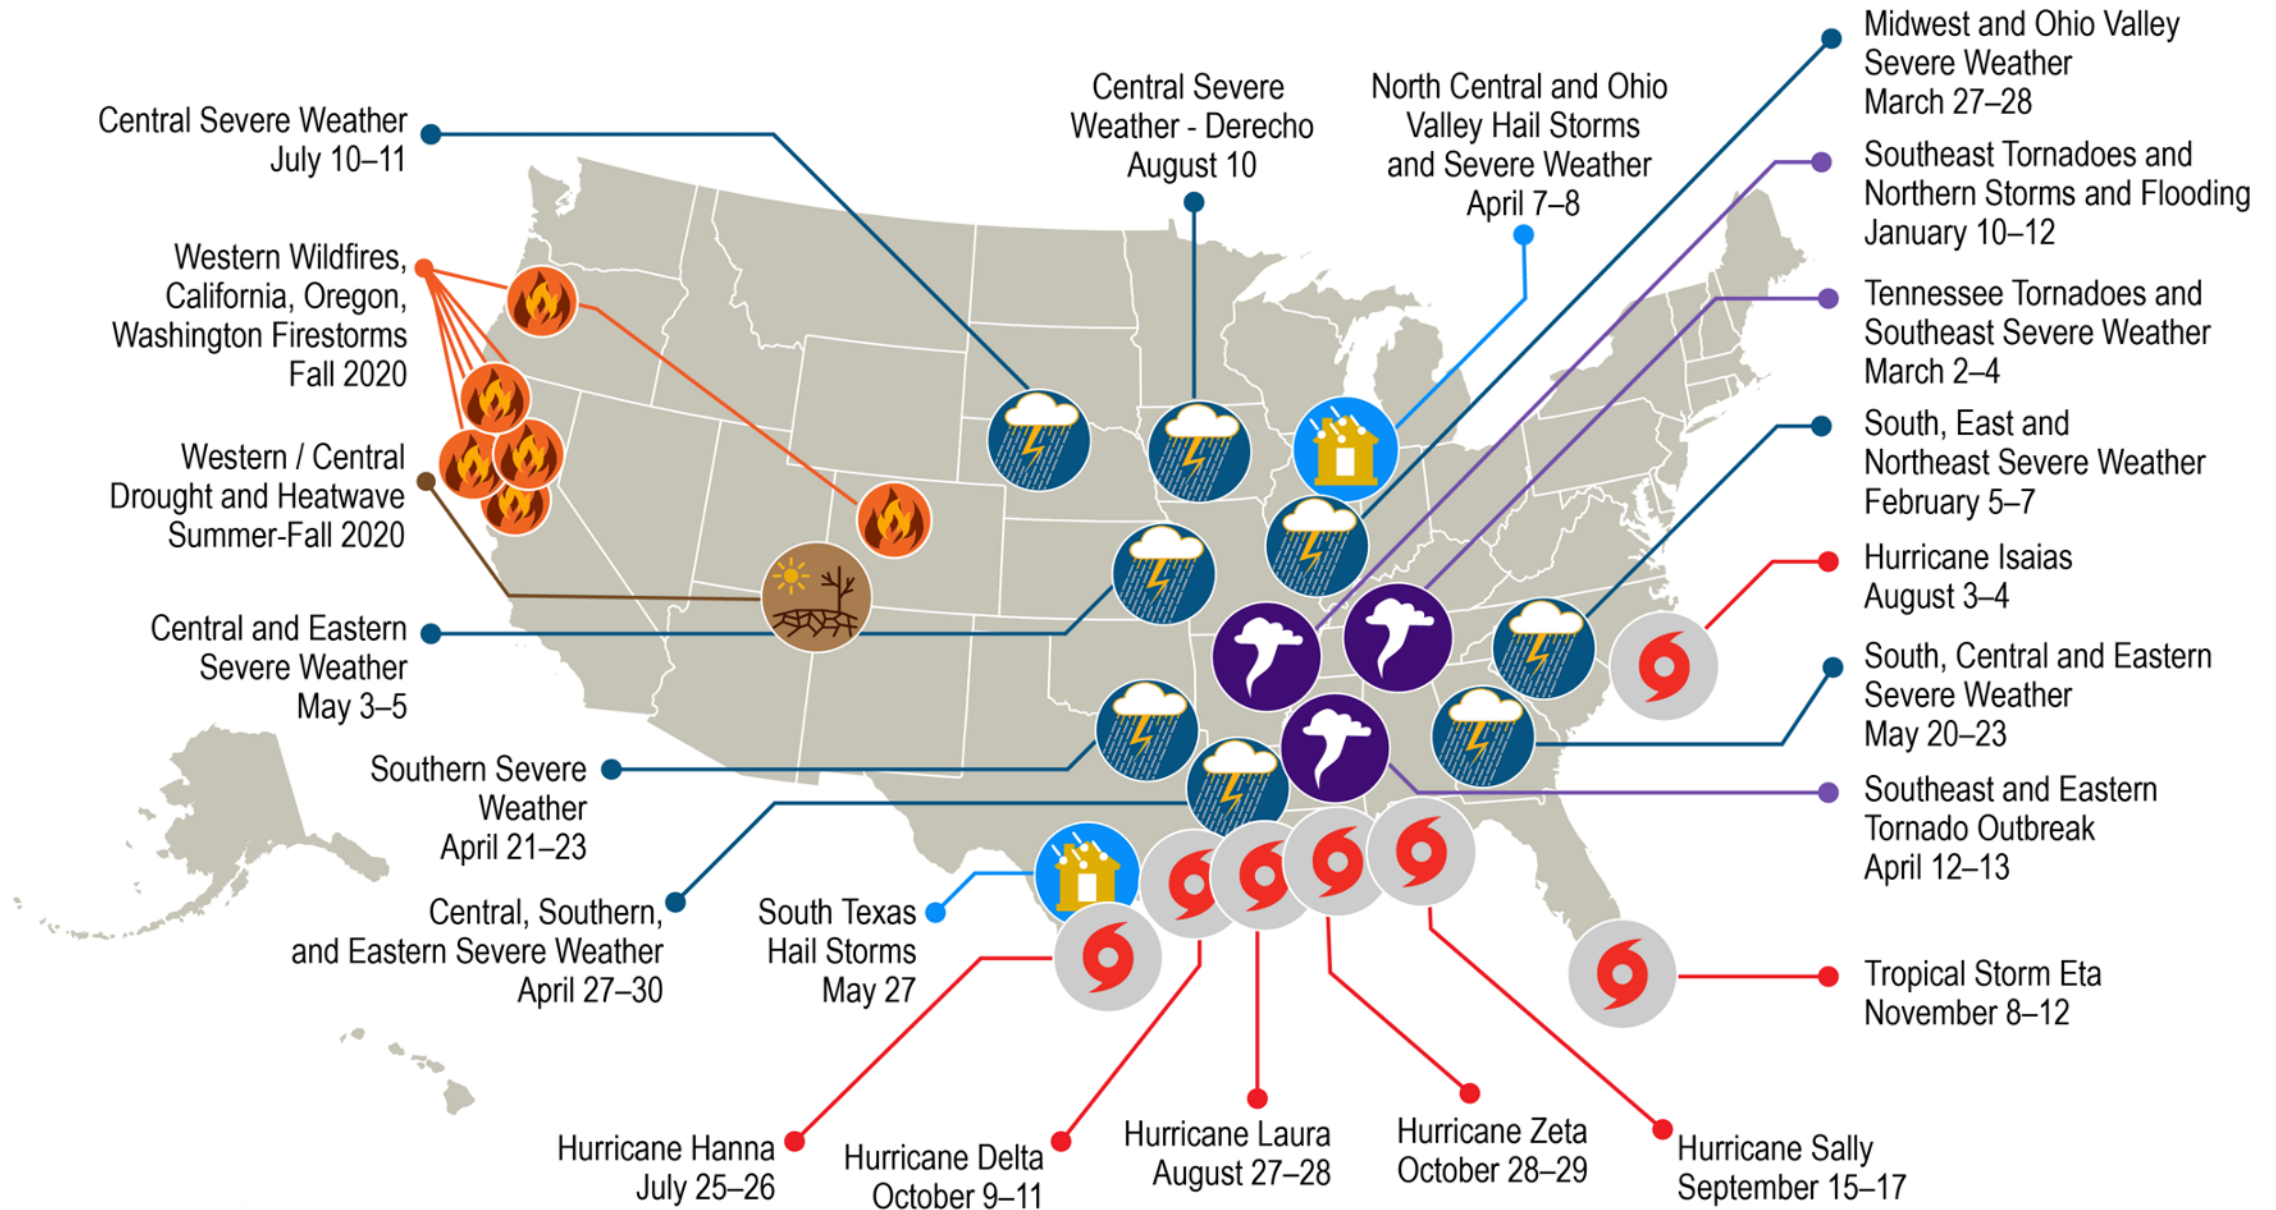 Central Severe Weather
July 10–11
Western Wildfires,
California, Oregon,
Washington Firestorms
Fall 2020
Western / Central
Drought and Heatwave
Summer-Fall 2020
Central and Eastern
Severe Weather
May 3–5
Southern Severe
Weather
April 21–23
Central, Southern,
and Eastern Severe Weather
April 27–30
South Texas
Hail Storms
May 27
Central Severe
Weather - Derecho
August 10
North Central and Ohio
Valley Hail Storms
and Severe Weather
April 7–8
Midwest and Ohio Valley
Severe Weather
March 27–28
Southeast Tornadoes and
Northern Storms and Flooding
January 10–12
Tennessee Tornadoes and
Southeast Severe Weather
March 2–4
South, East and
Northeast Severe Weather
February 5–7
Hurricane Isaias
August 3–4
South, Central and Eastern
Severe Weather
May 20–23
Southeast and Eastern
Tornado Outbreak
April 12–13
Tropical Storm Eta
November 8–12
Hurricane Hanna
July 25–26
Hurricane Delta
October 9–11
Hurricane Laura
August 27–28
Hurricane Zeta
October 28–29
Hurricane Sally
September 15–17